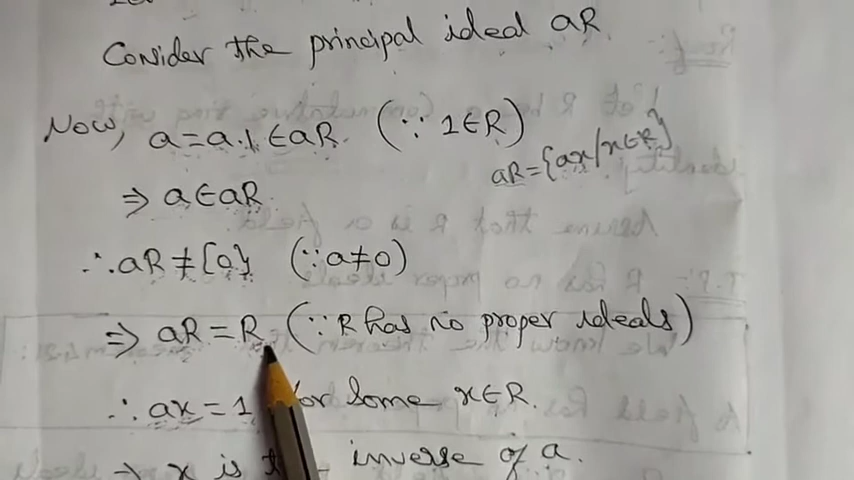 Convider the principal ideal aR
Now, a = a.1 ∈ aR (∵ 1 ∈ R)
aR = {ax/x∈R}
⇒ a ∈ aR
∴ aR ≠ {0} (∵ a ≠ 0)
⇒ aR = R (∵ R has no proper ideals)
∴ ax = 1 for some x ∈ R.
⇒ x is inverse of a.